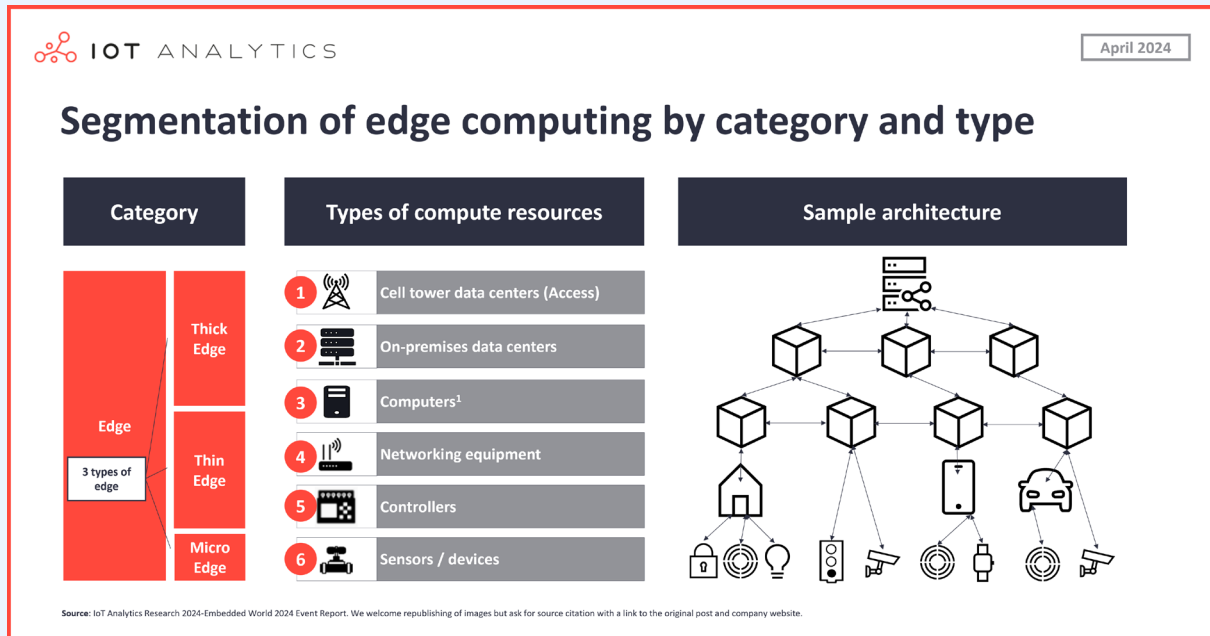 IOT ANALYTICS
April 2024
Segmentation of edge computing by category and type
Category
Types of compute resources
Sample architecture
Edge
3 types of
edge
Thick
Edge
Thin
Edge
Micro
Edge
1 Cell tower data centers (Access)
2 On-premises data centers
3 Computers¹
4 Networking equipment
5 Controllers
6 Sensors / devices
Source: IoT Analytics Research 2024-Embedded World 2024 Event Report. We welcome republishing of images but ask for source citation with a link to the original post and company website.